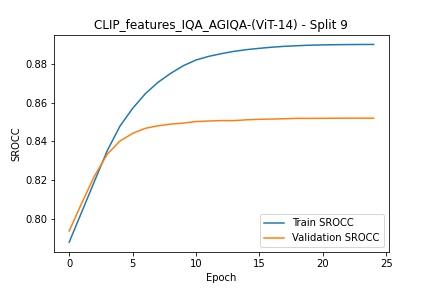 CLIP_features_IQA_AGIQA-(ViT-14) - Split 9
SROCC
0.88
0.86
0.84
0.82
0.80
0 5 10 15 20 25
Epoch
Train SROCC
Validation SROCC